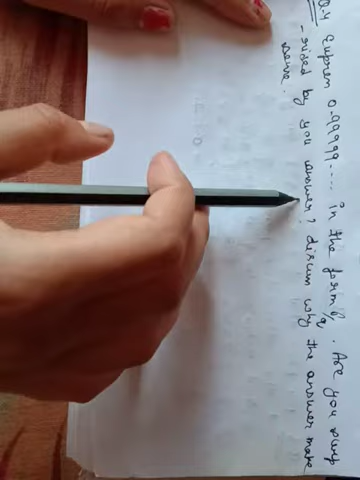 Q.4 Express 0.99999.... in the form p/q. Are you surp
- rised by you answer? discuss why the answer make
sense.